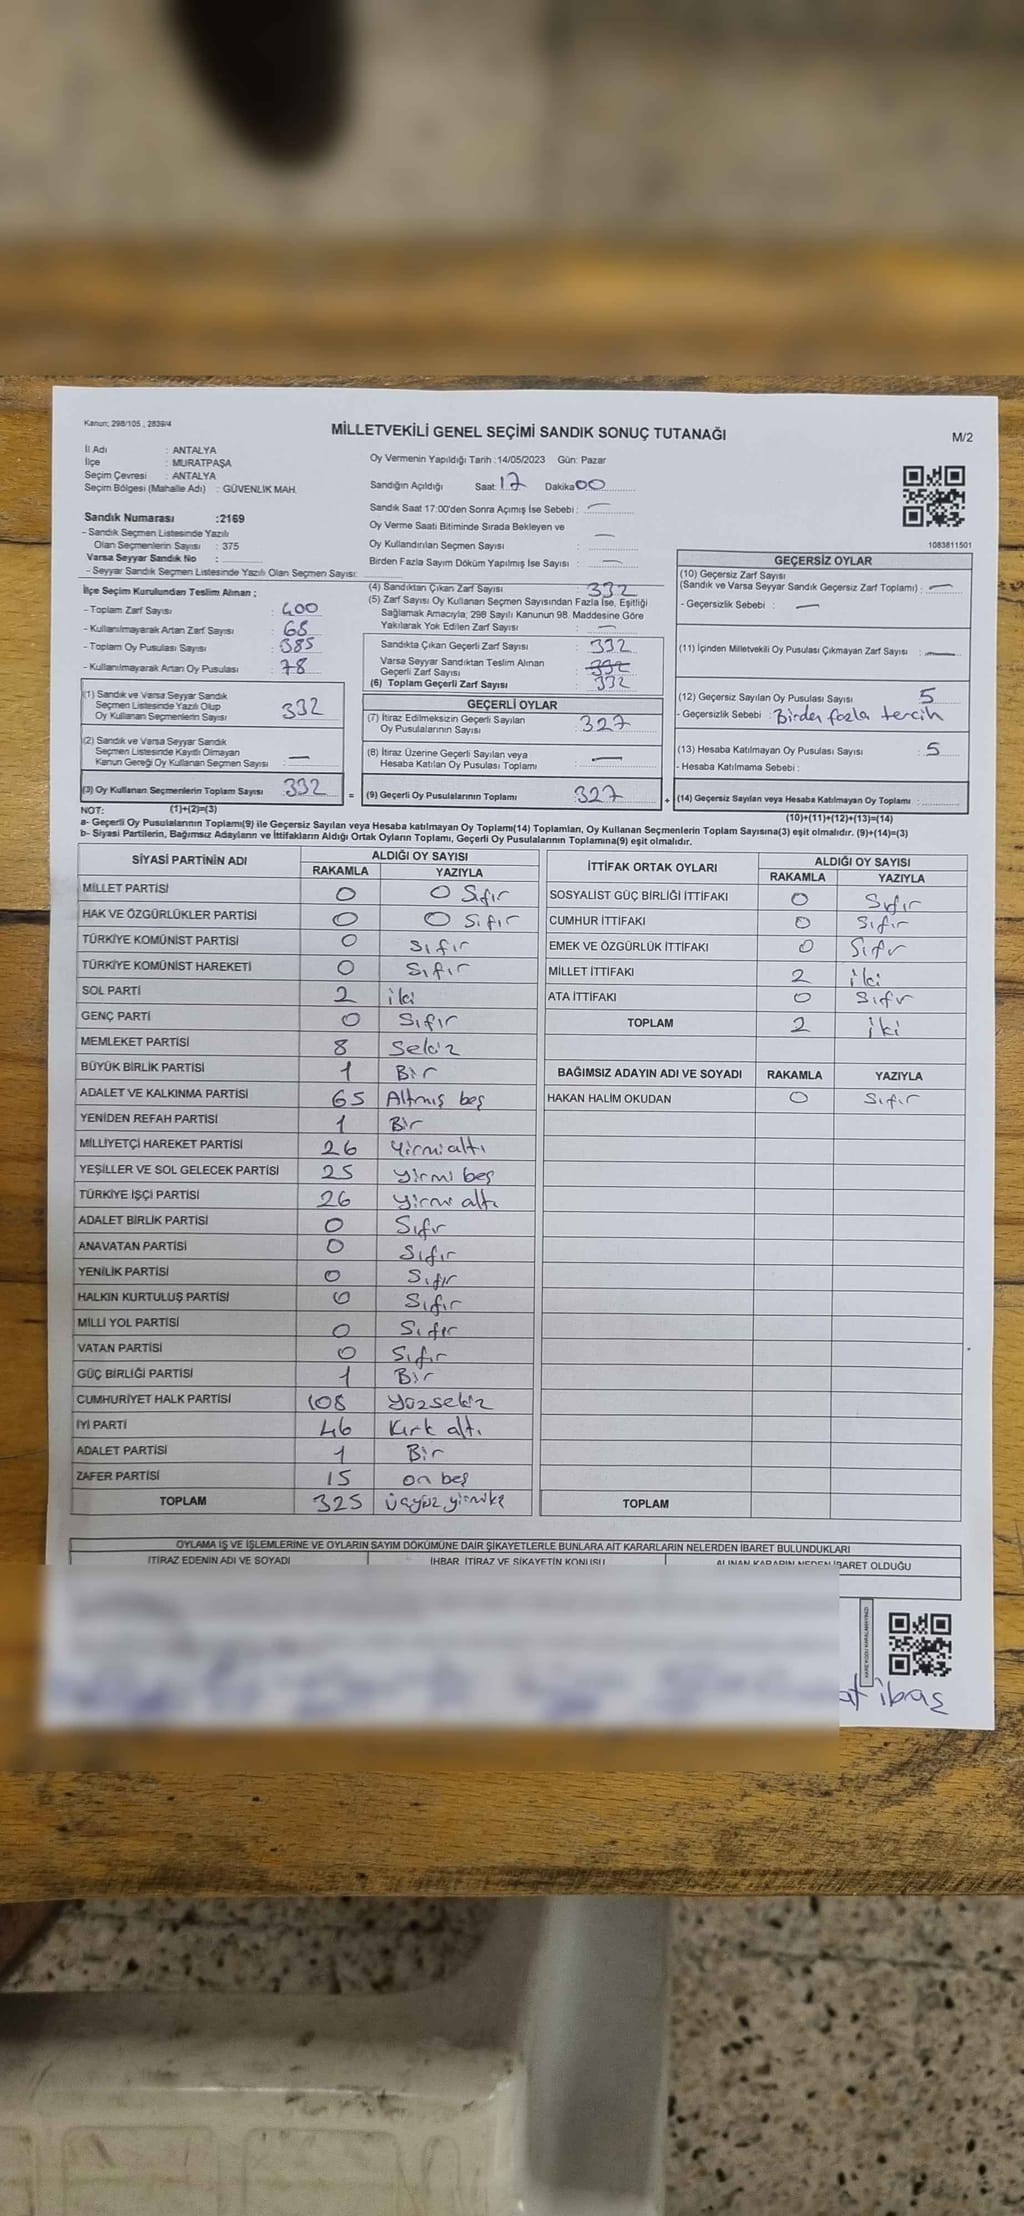 Kanun; 298/105 , 2839/4
MİLLETVEKİLİ GENEL SEÇİMİ SANDIK SONUÇ TUTANAĞI
M/2
İl Adı : ANTALYA
İlçe : MURATPAŞA
Seçim Çevresi : ANTALYA
Seçim Bölgesi (Mahalle Adı) : GÜVENLİK MAH.
Oy Vermenin Yapıldığı Tarih : 14/05/2023 Gün: Pazar
Sandığın Açıldığı Saat: 17 Dakika: 00
Sandık Saat 17:00'den Sonra Açımış İse Sebebi : —
Oy Verme Saati Bitiminde Sırada Bekleyen ve
Oy Kullandırılan Seçmen Sayısı : —
Birden Fazla Sayım Döküm Yapılmış İse Sayısı : —
1083811501
Sandık Numarası :2169
- Sandık Seçmen Listesinde Yazılı
Olan Seçmenlerin Sayısı : 375
Varsa Seyyar Sandık No :
- Seyyar Sandık Seçmen Listesinde Yazılı Olan Seçmen Sayısı:
İlçe Seçim Kurulundan Teslim Alınan ;
- Toplam Zarf Sayısı : 400
- Kullanılmayarak Artan Zarf Sayısı : 68
- Toplam Oy Pusulası Sayısı : 385
- Kullanılmayarak Artan Oy Pusulası : 78
(1) Sandık ve Varsa Seyyar Sandık
Seçmen Listesinde Yazılı Olup
Oy Kullanan Seçmenlerin Sayısı : 332
(2) Sandık ve Varsa Seyyar Sandık
Seçmen Listesinde Kayıtlı Olmayan
Kanun Gereği Oy Kullanan Seçmen Sayısı : —
(3) Oy Kullanan Seçmenlerin Toplam Sayısı : 332
(4) Sandıktan Çıkan Zarf Sayısı : 332
(5) Zarf Sayısı Oy Kullanan Seçmen Sayısından Fazla İse, Eşitliği
Sağlamak Amacıyla; 298 Sayılı Kanunun 98. Maddesine Göre
Yakılarak Yok Edilen Zarf Sayısı : —
Sandıkta Çıkan Geçerli Zarf Sayısı : 332
Varsa Seyyar Sandıktan Teslim Alınan
Geçerli Zarf Sayısı : 332
(6) Toplam Geçerli Zarf Sayısı : 332
GEÇERLİ OYLAR
(7) İtiraz Edilmeksizin Geçerli Sayılan
Oy Pusulalarının Sayısı : 327
(8) İtiraz Üzerine Geçerli Sayılan veya
Hesaba Katılan Oy Pusulası Toplamı : —
= (9) Geçerli Oy Pusulalarının Toplamı : 327 +
GEÇERSİZ OYLAR
(10) Geçersiz Zarf Sayısı
(Sandık ve Varsa Seyyar Sandık Geçersiz Zarf Toplamı) : —
- Geçersizlik Sebebi : —
(11) İçinden Milletvekili Oy Pusulası Çıkmayan Zarf Sayısı : —
(12) Geçersiz Sayılan Oy Pusulası Sayısı : 5
- Geçersizlik Sebebi : Birden fazla tercih
(13) Hesaba Katılmayan Oy Pusulası Sayısı : 5
- Hesaba Katılmama Sebebi :
(14) Geçersiz Sayılan veya Hesaba Katılmayan Oy Toplamı :
NOT: (1)+(2)=(3) (10)+(11)+(12)+(13)=(14)
a- Geçerli Oy Pusulalarının Toplamı(9) ile Geçersiz Sayılan veya Hesaba katılmayan Oy Toplamı(14) Toplamları, Oy Kullanan Seçmenlerin Toplam Sayısına(3) eşit olmalıdır. (9)+(14)=(3)
b- Siyasi Partilerin, Bağımsız Adayların ve İttifakların Aldığı Ortak Oyların Toplamı, Geçerli Oy Pusulalarının Toplamına(9) eşit olmalıdır.
SİYASİ PARTİNİN ADI ALDIĞI OY SAYISI
RAKAMLA YAZIYLA
MİLLET PARTİSİ 0 0 Sıfır
HAK VE ÖZGÜRLÜKLER PARTİSİ 0 0 Sıfır
TÜRKİYE KOMÜNİST PARTİSİ 0 Sıfır
TÜRKİYE KOMÜNİST HAREKETİ 0 Sıfır
SOL PARTİ 2 iki
GENÇ PARTİ 0 Sıfır
MEMLEKET PARTİSİ 8 Sekiz
BÜYÜK BİRLİK PARTİSİ 1 Bir
ADALET VE KALKINMA PARTİSİ 65 Altmış beş
YENİDEN REFAH PARTİSİ 1 Bir
MİLLİYETÇİ HAREKET PARTİSİ 26 Yirmialtı
YEŞİLLER VE SOL GELECEK PARTİSİ 25 yirmi beş
TÜRKİYE İŞÇİ PARTİSİ 26 yirmi altı
ADALET BİRLİK PARTİSİ 0 Sıfır
ANAVATAN PARTİSİ 0 Sıfır
YENİLİK PARTİSİ 0 Sıfır
HALKIN KURTULUŞ PARTİSİ 0 Sıfır
MİLLİ YOL PARTİSİ 0 Sıfır
VATAN PARTİSİ 0 Sıfır
GÜÇ BİRLİĞİ PARTİSİ 1 Bir
CUMHURİYET HALK PARTİSİ 108 Yüzsekiz
İYİ PARTİ 46 Kırk altı
ADALET PARTİSİ 1 Bir
ZAFER PARTİSİ 15 on beş
TOPLAM 325
İTTİFAK ORTAK OYLARI ALDIĞI OY SAYISI
RAKAMLA YAZIYLA
SOSYALİST GÜÇ BİRLİĞİ İTTİFAKI 0 Sıfır
CUMHUR İTTİFAKI 0 Sıfır
EMEK VE ÖZGÜRLÜK İTTİFAKI 0 Sıfır
MİLLET İTTİFAKI 2 iki
ATA İTTİFAKI 0 Sıfır
TOPLAM 2 iki
BAĞIMSIZ ADAYIN ADI VE SOYADI RAKAMLA YAZIYLA
HAKAN HALİM OKUDAN 0 Sıfır
TOPLAM
OYLAMA İŞ VE İŞLEMLERİNE VE OYLARIN SAYIM DÖKÜMÜNE DAİR ŞİKAYETLERLE BUNLARA AİT KARARLARIN NELERDEN İBARET BULUNDUKLARI
İTİRAZ EDENİN ADI VE SOYADI İHBAR, İTİRAZ VE ŞİKAYETİN KONUSU ALINAN KARARIN NEDEN İBARET OLDUĞU
KARE KODU KARALAMAYINIZ!
at ibraş